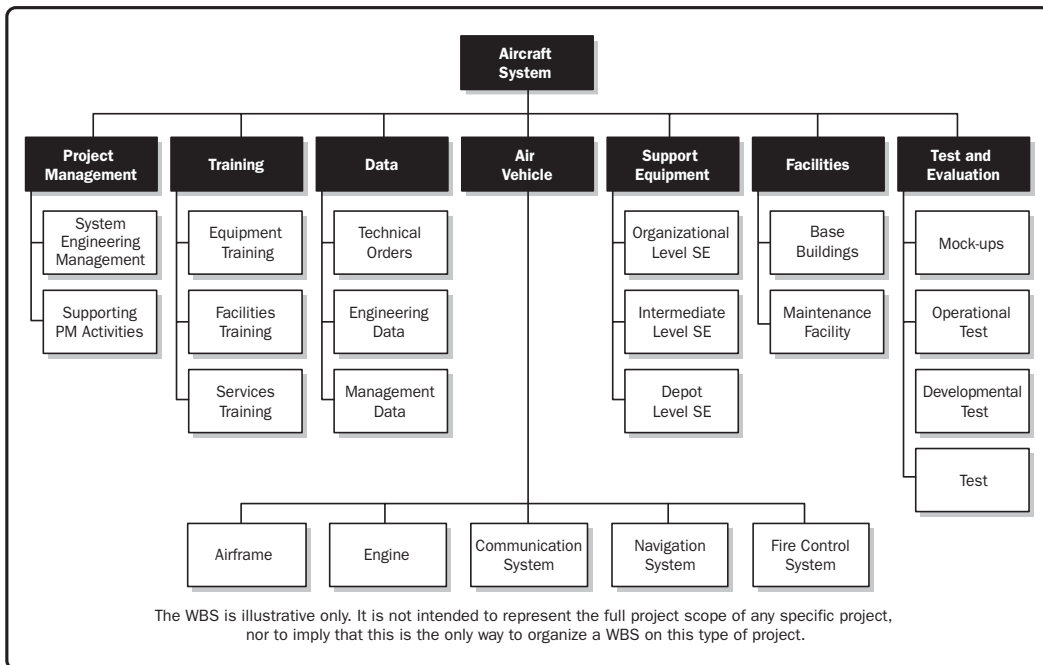 Aircraft
System
Project
Management
Training
Data
Air
Vehicle
Support
Equipment
Facilities
Test and
Evaluation
System
Engineering
Management
Supporting
PM Activities
Equipment
Training
Facilities
Training
Services
Training
Technical
Orders
Engineering
Data
Management
Data
Organizational
Level SE
Intermediate
Level SE
Depot
Level SE
Base
Buildings
Maintenance
Facility
Mock-ups
Operational
Test
Developmental
Test
Test
Airframe
Engine
Communication
System
Navigation
System
Fire Control
System
The WBS is illustrative only. It is not intended to represent the full project scope of any specific project,
nor to imply that this is the only way to organize a WBS on this type of project.